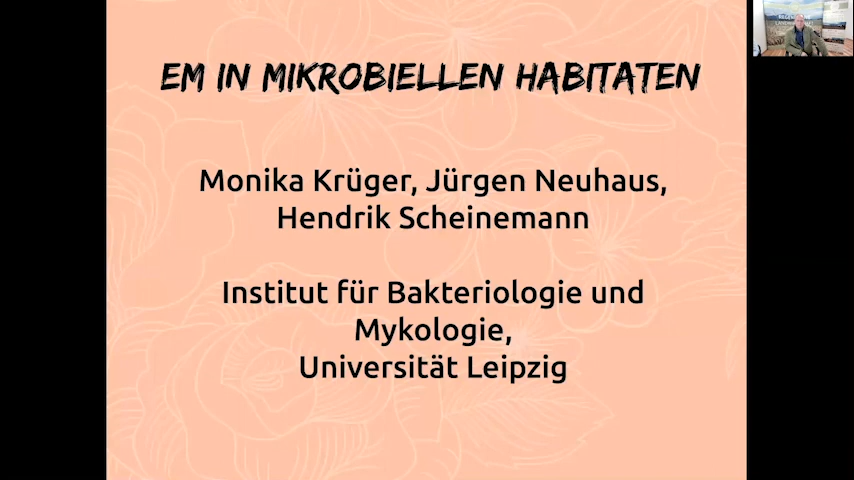 EM IN MIKROBIELLEN HABITATEN
Monika Krüger, Jürgen Neuhaus,
Hendrik Scheinemann
Institut für Bakteriologie und
Mykologie,
Universität Leipzig